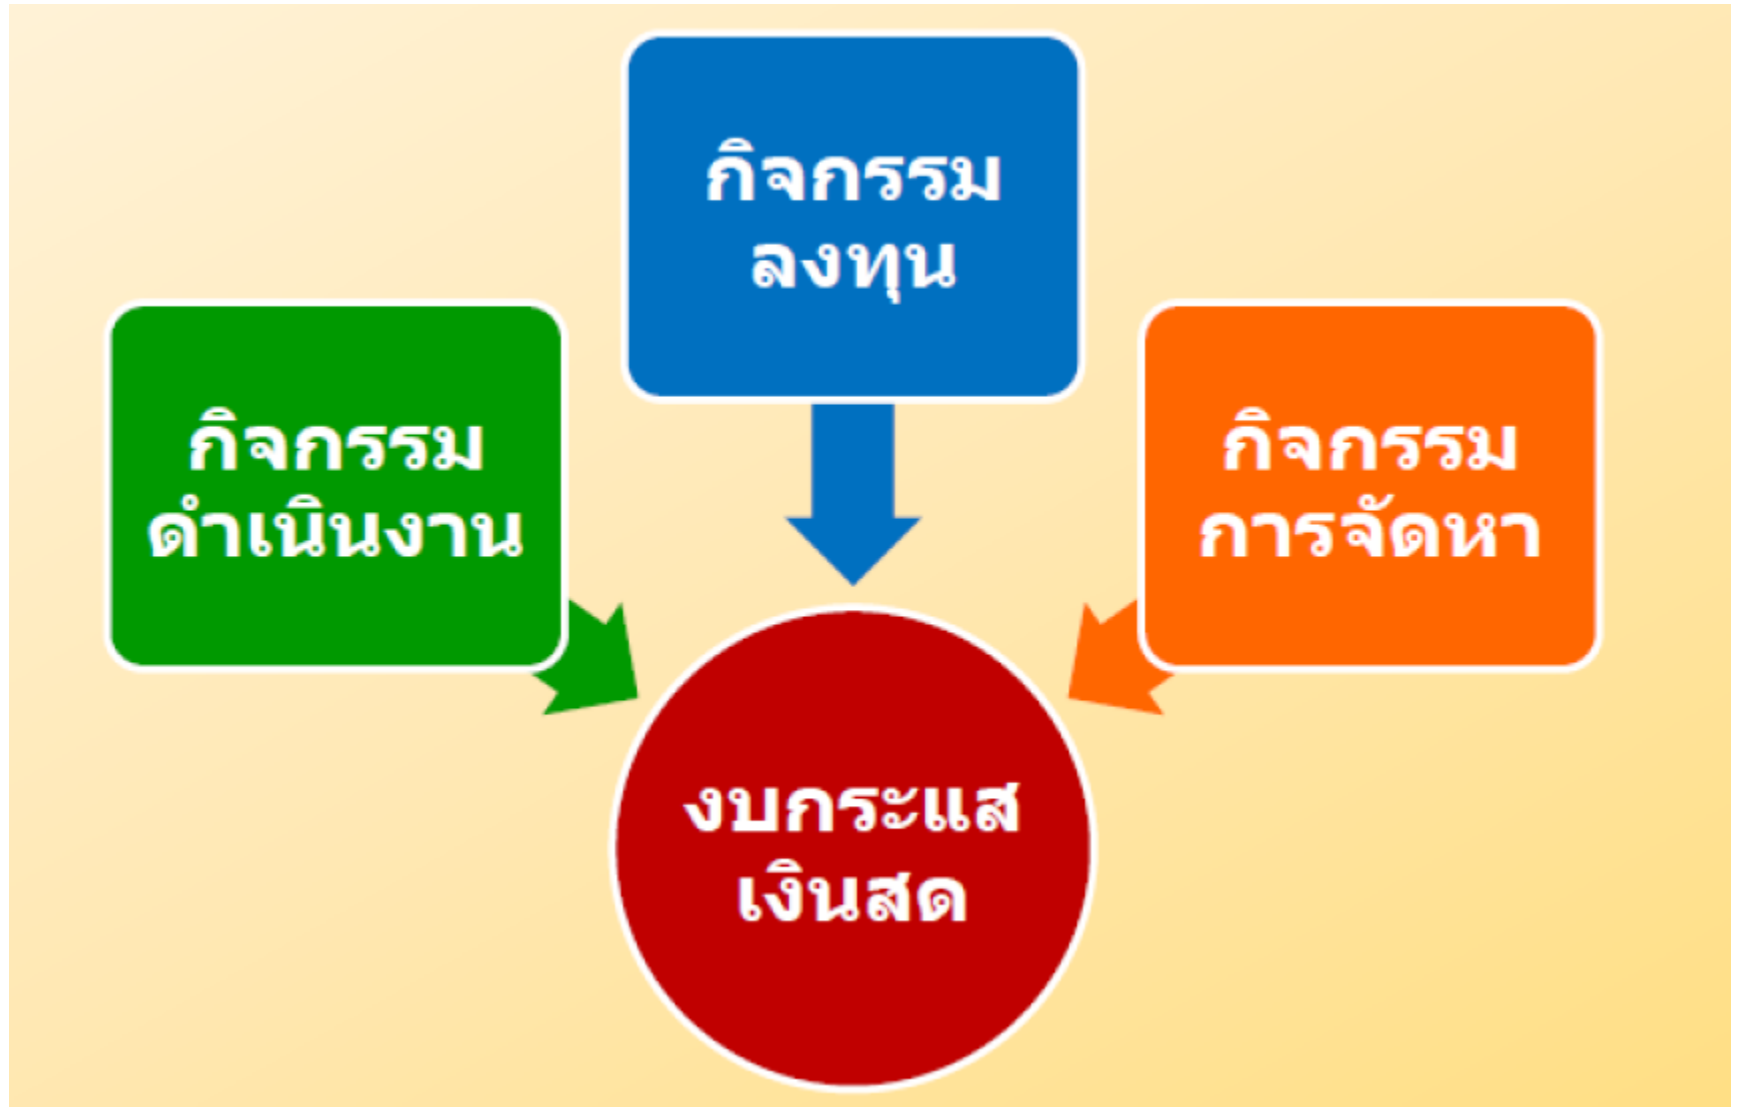 กิจกรรม
ลงทุน
กิจกรรม
ดำเนินงาน
กิจกรรม
การจัดหา
งบกระแส
เงินสด